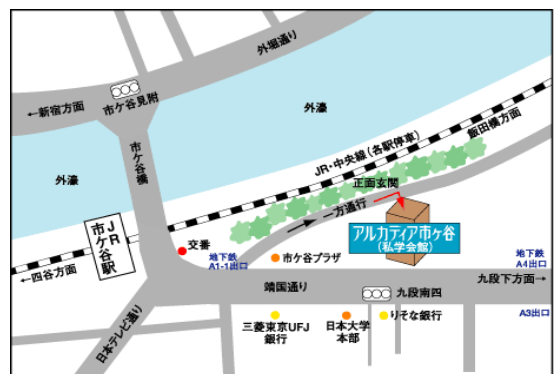 外堀通り
←新宿方面
市ケ谷見附
外濠
飯田橋方面
市ケ谷橋
JR・中央線(各駅停車)
外濠
正面玄関
一方通行
JR
市ケ谷駅
アルカディア市ヶ谷
(私学会館)
交番
地下鉄
A1-1出口
市ケ谷プラザ
地下鉄
A4出口
←四谷方面
靖国通り
九段南四
九段下方面→
A3出口
日本テレビ通り
三菱東京UFJ
銀行
日本大学
本部
りそな銀行